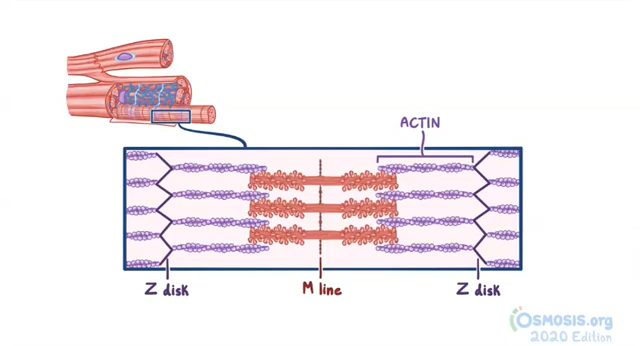 ACTIN
Z disk
M line
Z disk
OSMOSIS.org
2020 Edition